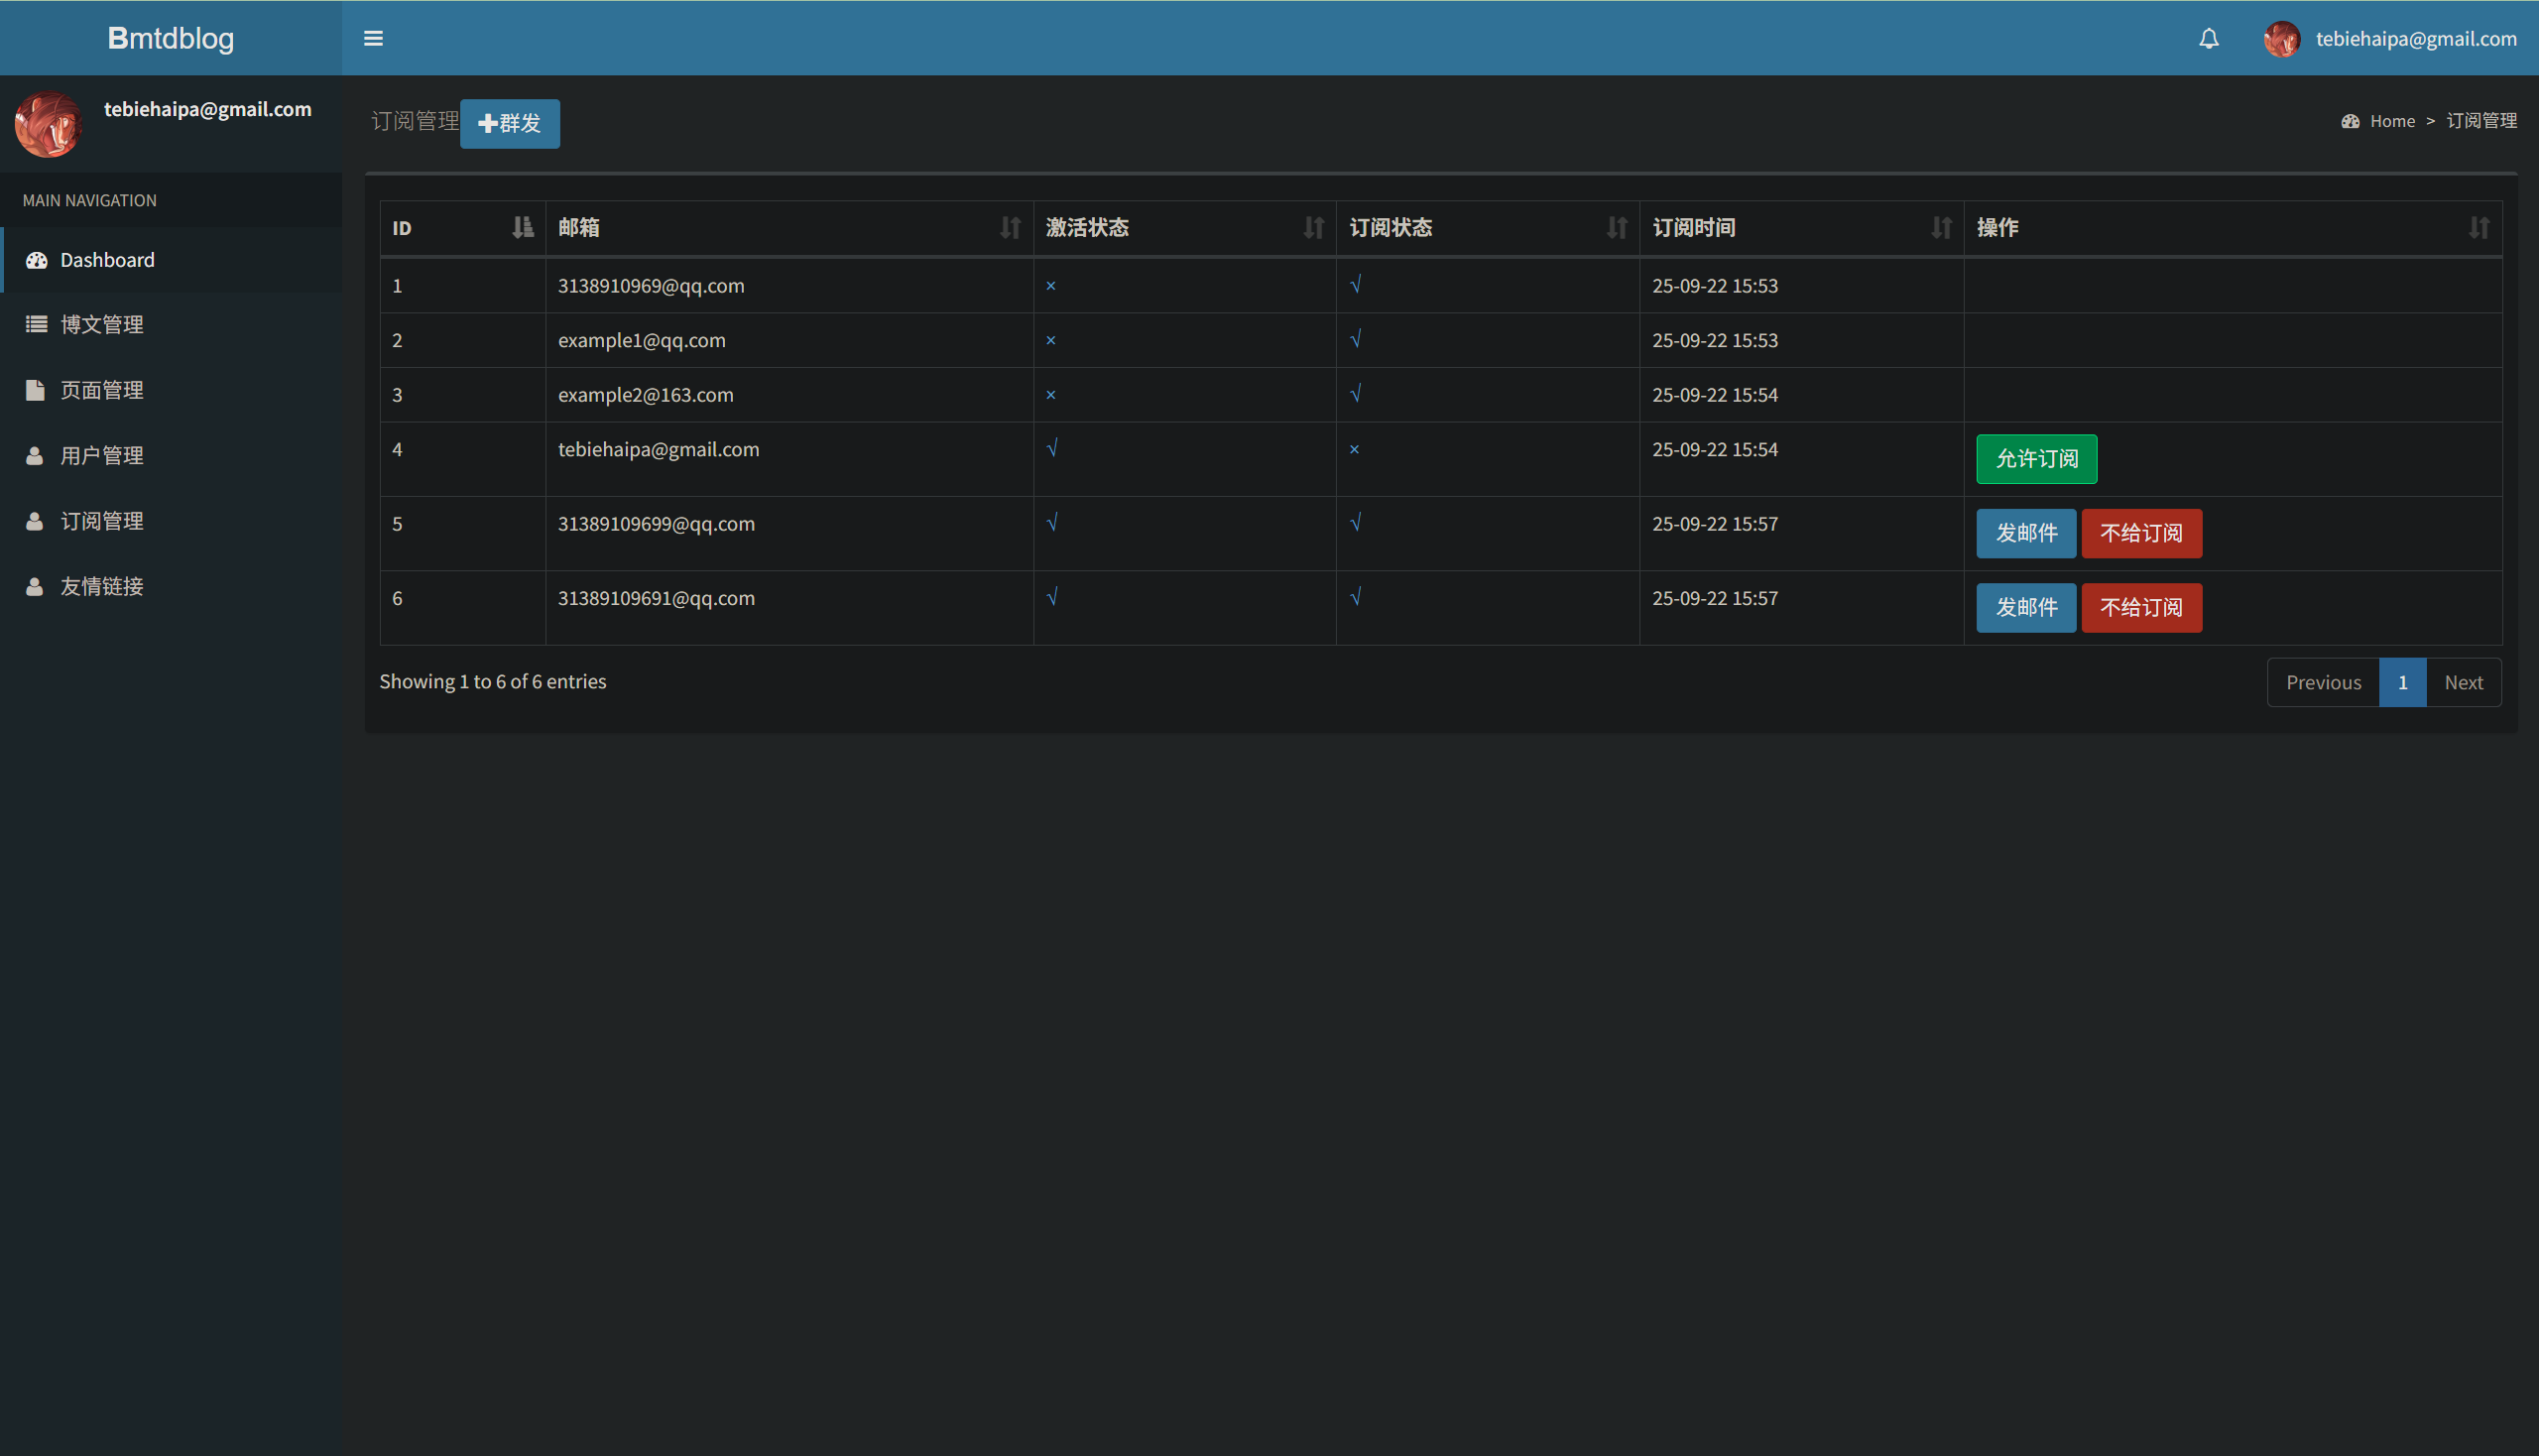 Bmtdblog
tebiehaipa@gmail.com
tebiehaipa@gmail.com
MAIN NAVIGATION
Dashboard
博文管理
页面管理
用户管理
订阅管理
友情链接
订阅管理 群发
Home > 订阅管理
ID 邮箱 激活状态 订阅状态 订阅时间 操作
1 3138910969@qq.com × √ 25-09-22 15:53
2 example1@qq.com × √ 25-09-22 15:53
3 example2@163.com × √ 25-09-22 15:54
4 tebiehaipa@gmail.com √ × 25-09-22 15:54 允许订阅
5 31389109699@qq.com √ √ 25-09-22 15:57 发邮件 不给订阅
6 31389109691@qq.com √ √ 25-09-22 15:57 发邮件 不给订阅
Showing 1 to 6 of 6 entries
Previous 1 Next